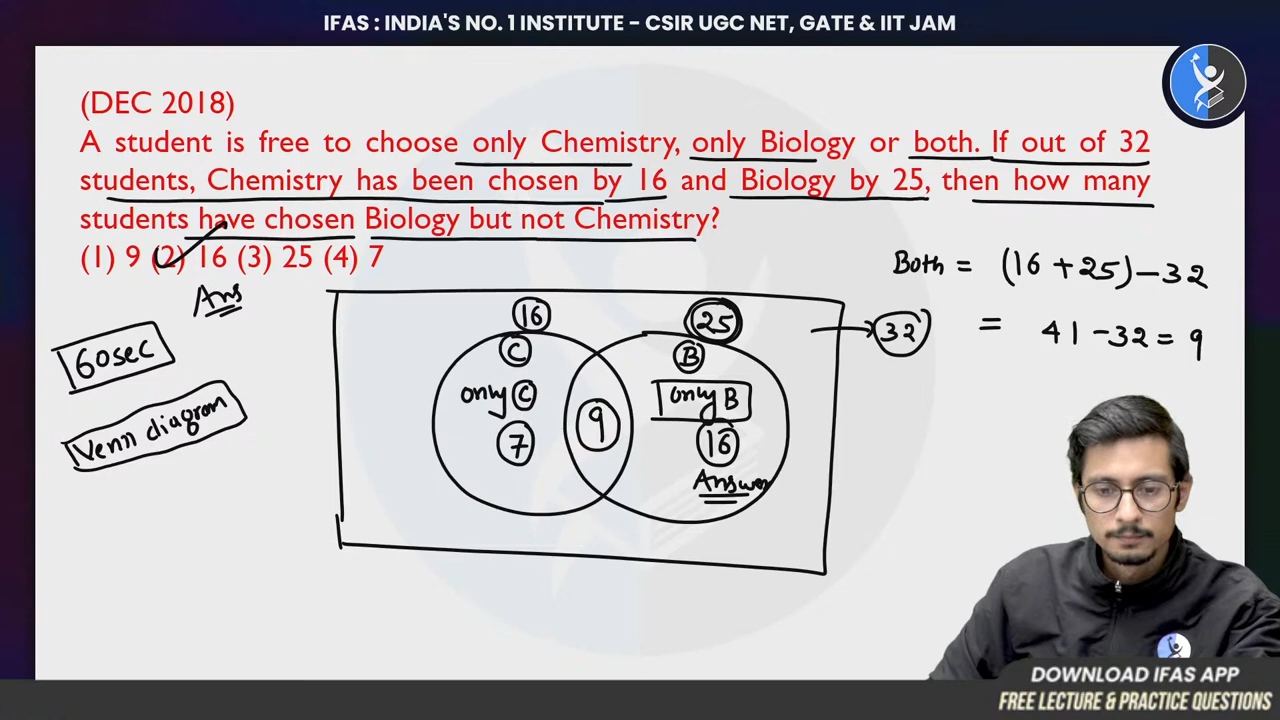 IFAS : INDIA'S NO. 1 INSTITUTE - CSIR UGC NET, GATE & IIT JAM
(DEC 2018)
A student is free to choose only Chemistry, only Biology or both. If out of 32
students, Chemistry has been chosen by 16 and Biology by 25, then how many
students have chosen Biology but not Chemistry?
(1) 9 (2) 16 (3) 25 (4) 7
Ans
60sec
Venn diagram
16
25
C
B
only C
only B
7
9
16
Answer
32
Both = (16 + 25) - 32
= 41 - 32 = 9
DOWNLOAD IFAS APP
FREE LECTURE & PRACTICE QUESTIONS